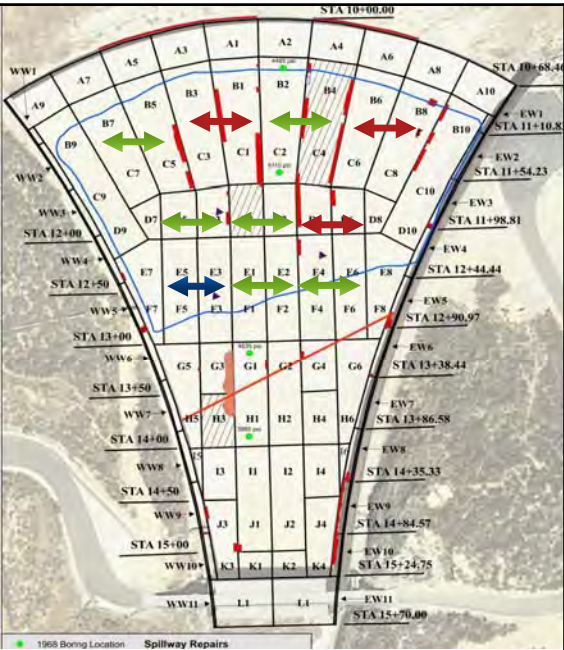 STA 10+00.00
A1 A2
A3 A4
A5 A6
WW1 A7 A8 STA 10+68.46
A9 A10
B1 B2 B4
B3 B6
B5 B8
B7 B10 EW1
STA 11+10.83
B9
C1 C2 C4
C3 C6
C5 C8
C7 C10 EW2
STA 11+54.23
WW2
C9
WW3
D7 D8
D9 D10 EW3
STA 11+98.81
STA 12+00
WW4 EW4
E7 E5 E3 E1 E2 E4 E6 E8
STA 12+44.44
STA 12+50
WW5 F7 F5 F3 F1 F2 F4 F6 F8 EW5
STA 12+90.97
STA 13+00
WW6 G5 G3 G1 G2 G4 G6 EW6
STA 13+38.44
STA 13+50
WW7 H5 H3 H1 H2 H4 H6 EW7
STA 13+86.58
STA 14+00
I5 I6 EW8
WW8 I3 I1 I2 I4
STA 14+35.33
STA 14+50
WW9 J3 J1 J2 J4 EW9
STA 14+84.57
STA 15+00
WW10 K3 K1 K2 K4 EW10
STA 15+24.75
WW11 L1 L1 EW11
STA 15+70.00
1968 Boring Location Spillway Repairs